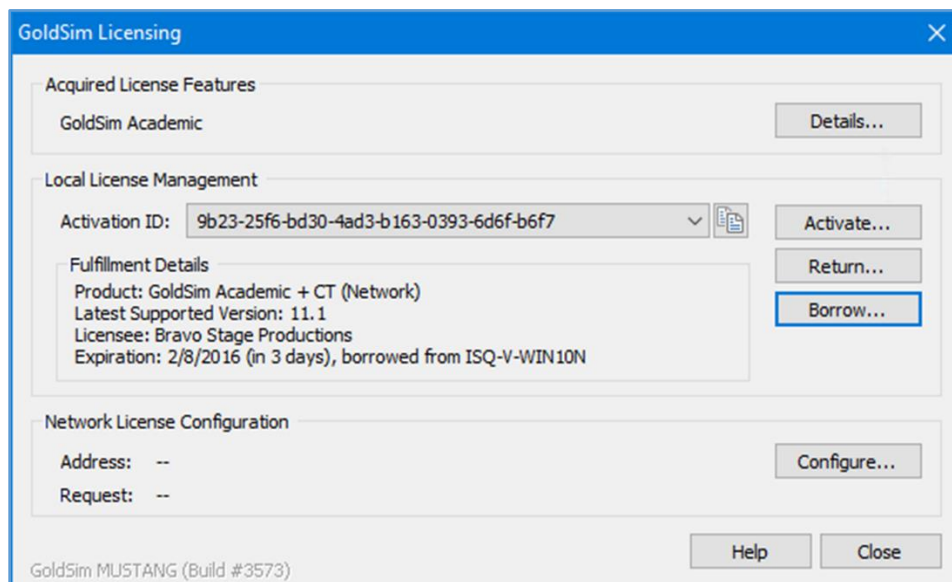 GoldSim Licensing
Acquired License Features
GoldSim Academic
Details...
Local License Management
Activation ID: 9b23-25f6-bd30-4ad3-b163-0393-6d6f-b6f7
Activate...
Fulfillment Details
Return...
Product: GoldSim Academic + CT (Network)
Latest Supported Version: 11.1
Borrow...
Licensee: Bravo Stage Productions
Expiration: 2/8/2016 (in 3 days), borrowed from ISQ-V-WIN10N
Network License Configuration
Address: --
Configure...
Request: --
Help
Close
GoldSim MUSTANG (Build #3573)